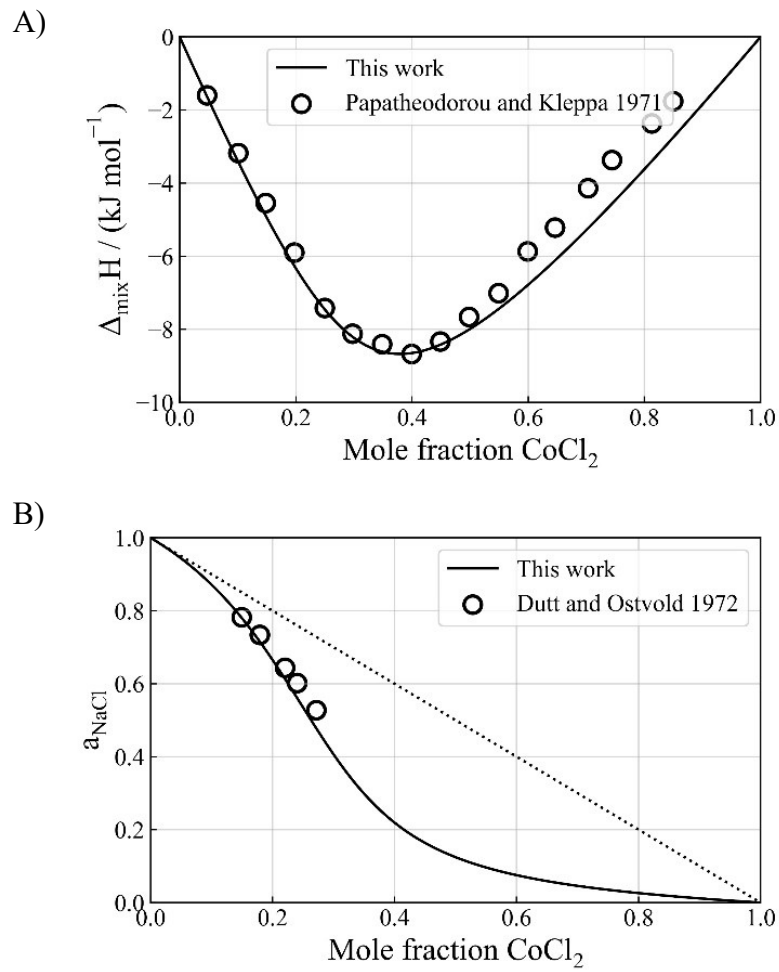 A)
0
−2
−4
−6
−8
−10
Δ_mixH / (kJ mol⁻¹)
This work
Papatheodorou and Kleppa 1971
0.0 0.2 0.4 0.6 0.8 1.0
Mole fraction CoCl₂
B)
1.0
0.8
0.6
0.4
0.2
0.0
a_NaCl
This work
Dutt and Ostvold 1972
0.0 0.2 0.4 0.6 0.8 1.0
Mole fraction CoCl₂